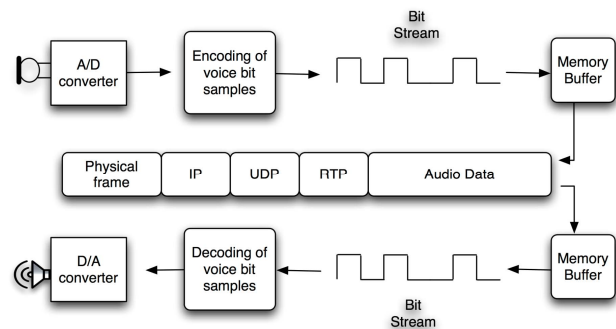 Bit
Stream
A/D
converter
Encoding of
voice bit
samples
Memory
Buffer
Physical
frame
IP
UDP
RTP
Audio Data
D/A
converter
Decoding of
voice bit
samples
Memory
Buffer
Bit
Stream